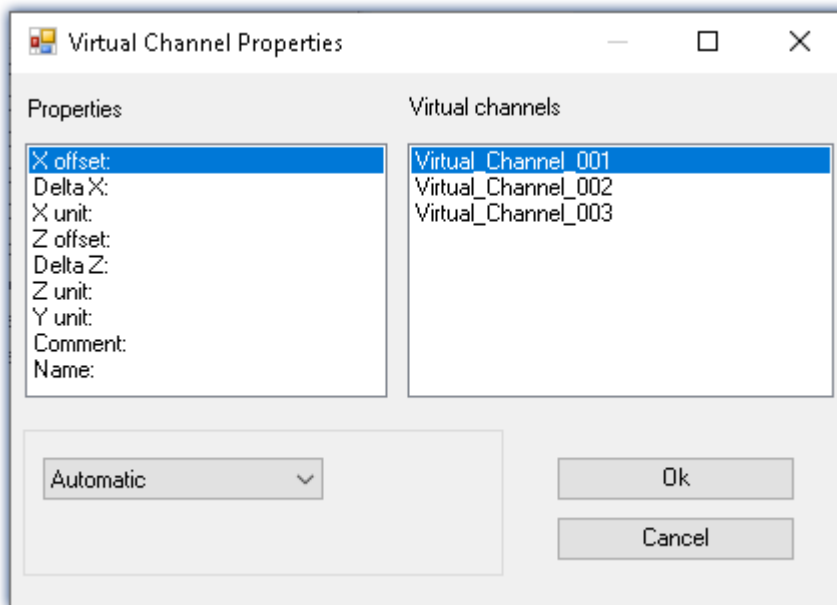 Virtual Channel Properties
Properties
X offset:
Delta X:
X unit:
Z offset:
Delta Z:
Z unit:
Y unit:
Comment:
Name:
Virtual channels
Virtual_Channel_001
Virtual_Channel_002
Virtual_Channel_003
Automatic
Ok
Cancel